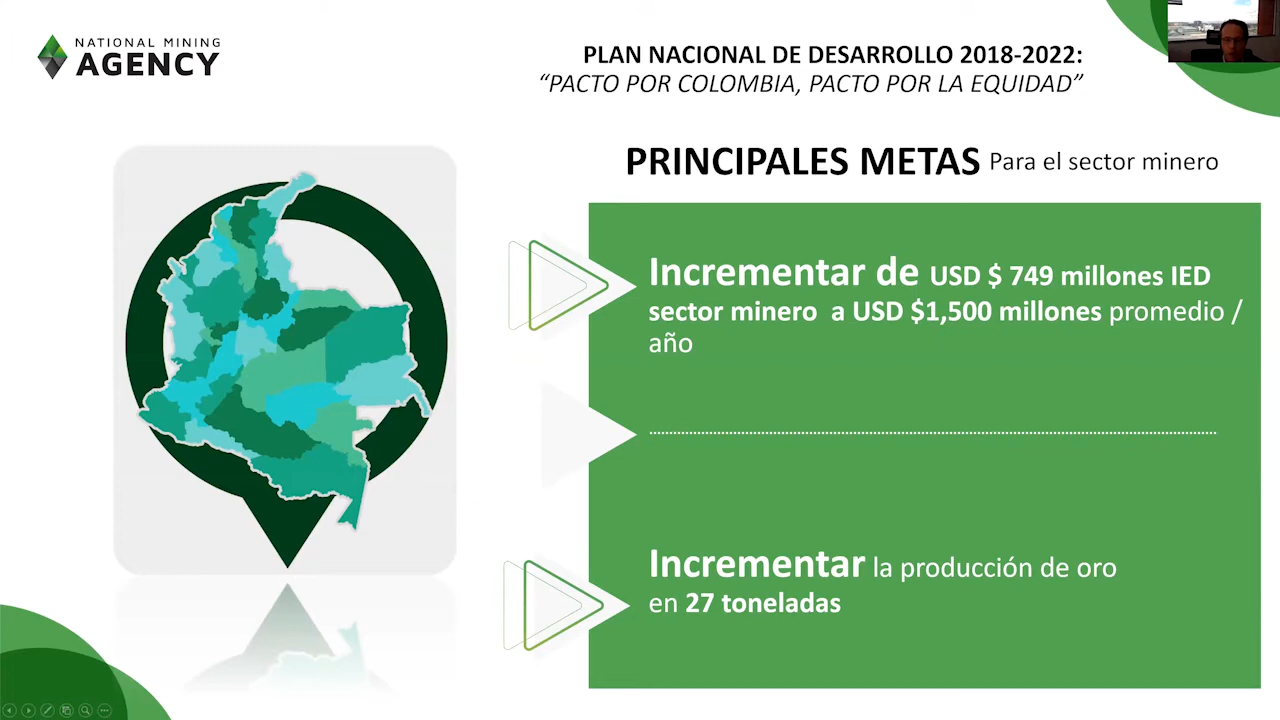 NATIONAL MINING
AGENCY
PLAN NACIONAL DE DESARROLLO 2018-2022:
“PACTO POR COLOMBIA, PACTO POR LA EQUIDAD”
PRINCIPALES METAS Para el sector minero
Incrementar de USD $ 749 millones IED
sector minero a USD $1,500 millones promedio /
año
Incrementar la producción de oro
en 27 toneladas